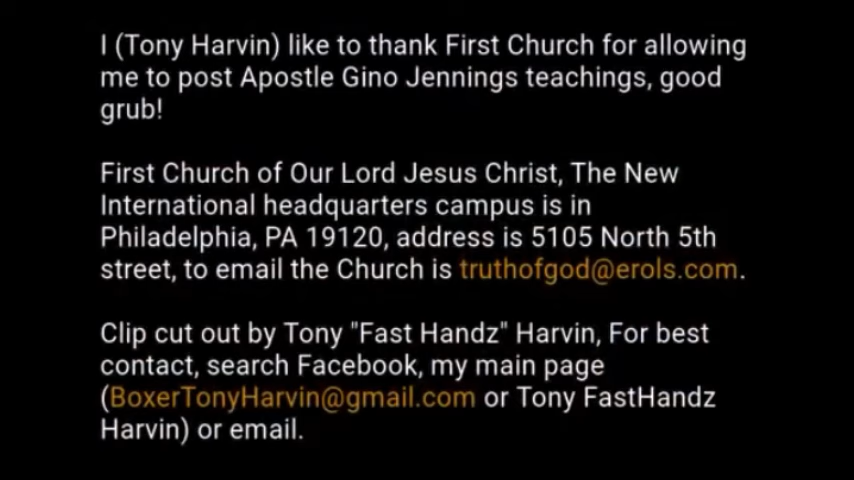 I (Tony Harvin) like to thank First Church for allowing
me to post Apostle Gino Jennings teachings, good
grub!
First Church of Our Lord Jesus Christ, The New
International headquarters campus is in
Philadelphia, PA 19120, address is 5105 North 5th
street, to email the Church is truthofgod@erols.com.
Clip cut out by Tony "Fast Handz" Harvin, For best
contact, search Facebook, my main page
(BoxerTonyHarvin@gmail.com or Tony FastHandz
Harvin) or email.